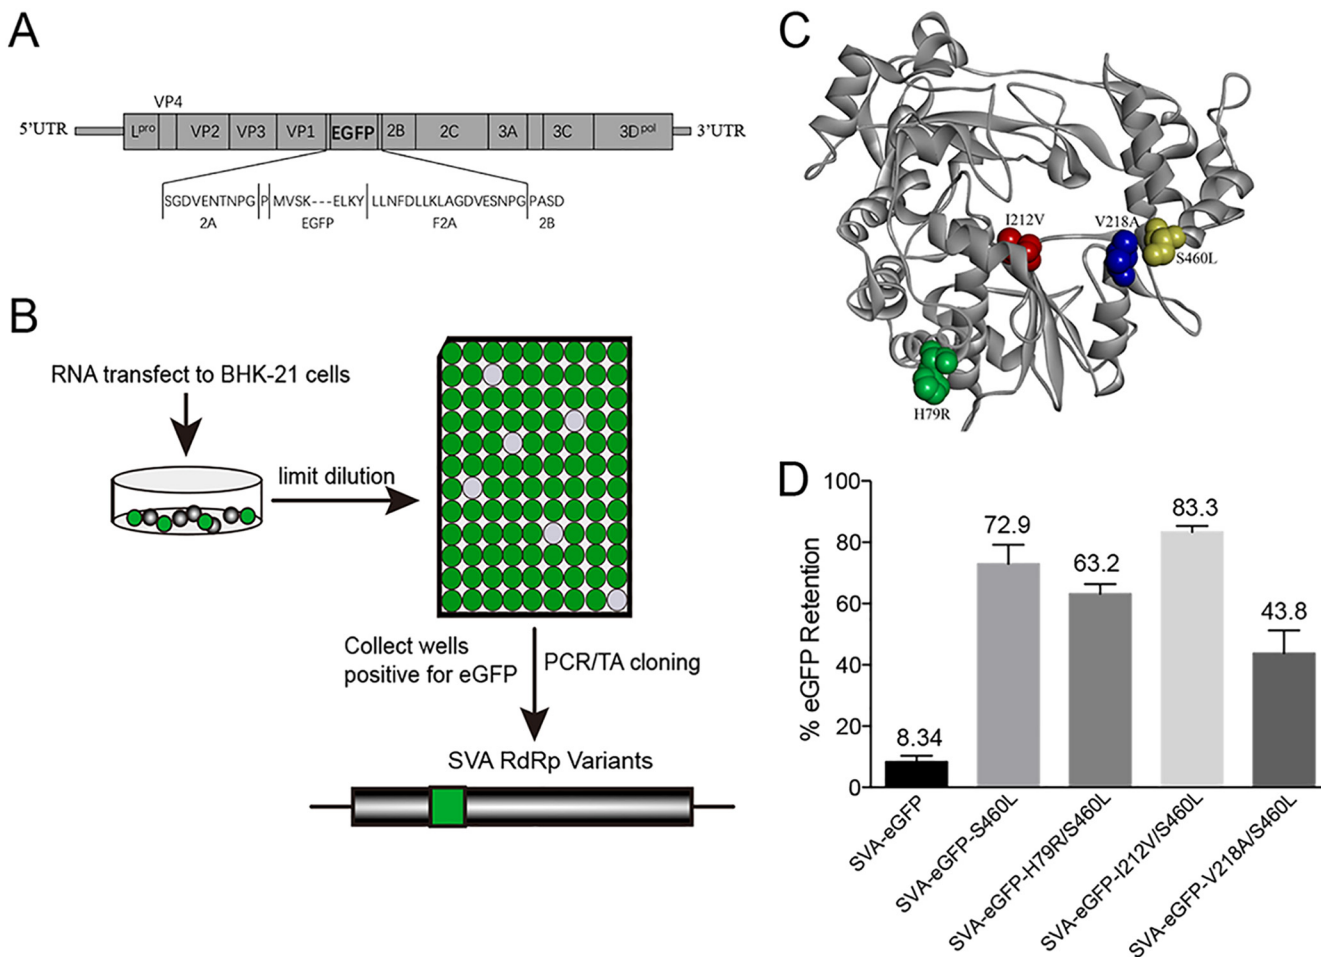 A
VP4
5'UTR
Lpro
VP2
VP3
VP1
EGFP
2B
2C
3A
3C
3Dpol
3'UTR
SGDVENTNPG
P
MVSK---ELKY
LLNFDLLKLAGDVESNPG
PASD
2A
EGFP
F2A
2B
B
RNA transfect to BHK-21 cells
limit dilution
Collect wells
positive for eGFP
PCR/TA cloning
SVA RdRp Variants
C
I212V
V218A
S460L
H79R
D
% eGFP Retention
100
80
60
40
20
0
8.34
72.9
63.2
83.3
43.8
SVA-eGFP
SVA-eGFP-S460L
SVA-eGFP-H79R/S460L
SVA-eGFP-I212V/S460L
SVA-eGFP-V218A/S460L